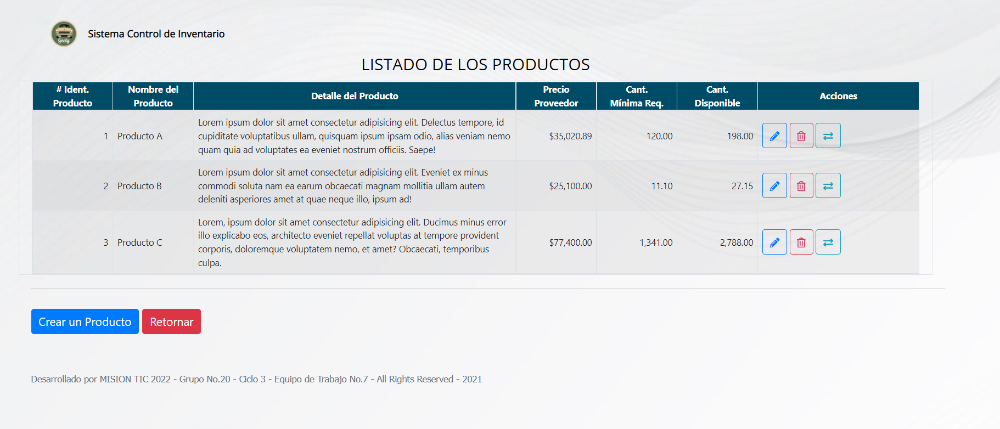 Geely
Sistema Control de Inventario
LISTADO DE LOS PRODUCTOS
# Ident. Producto Nombre del Producto Detalle del Producto Precio Proveedor Cant. Mínima Req. Cant. Disponible Acciones
1 Producto A Lorem ipsum dolor sit amet consectetur adipisicing elit. Delectus tempore, id
cupiditate voluptatibus ullam, quisquam ipsum ipsam odio, alias veniam nemo
quam quia ad voluptates ea eveniet nostrum officiis. Saepe!
$35,020.89 120.00 198.00
2 Producto B Lorem ipsum dolor sit amet consectetur adipisicing elit. Eveniet ex minus
commodi soluta nam ea earum obcaecati magnam mollitia ullam autem
deleniti asperiores amet at quae neque illo, ipsum ad!
$25,100.00 11.10 27.15
3 Producto C Lorem, ipsum dolor sit amet consectetur adipisicing elit. Ducimus minus error
illo explicabo eos, architecto eveniet repellat voluptas at tempore provident
corporis, doloremque voluptatem nemo, et amet? Obcaecati, temporibus
culpa.
$77,400.00 1,341.00 2,788.00
Crear un Producto Retornar
Desarrollado por MISION TIC 2022 - Grupo No.20 - Ciclo 3 - Equipo de Trabajo No.7 - All Rights Reserved - 2021